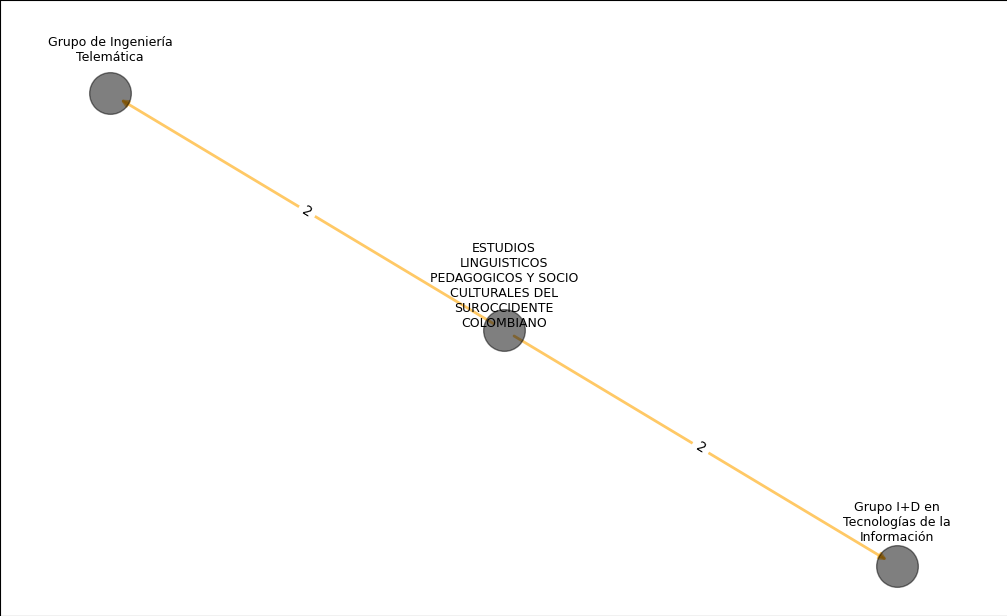 Grupo de Ingeniería
Telemática
2
ESTUDIOS
LINGUISTICOS
PEDAGOGICOS Y SOCIO
CULTURALES DEL
SUROCCIDENTE
COLOMBIANO
2
Grupo I+D en
Tecnologías de la
Información